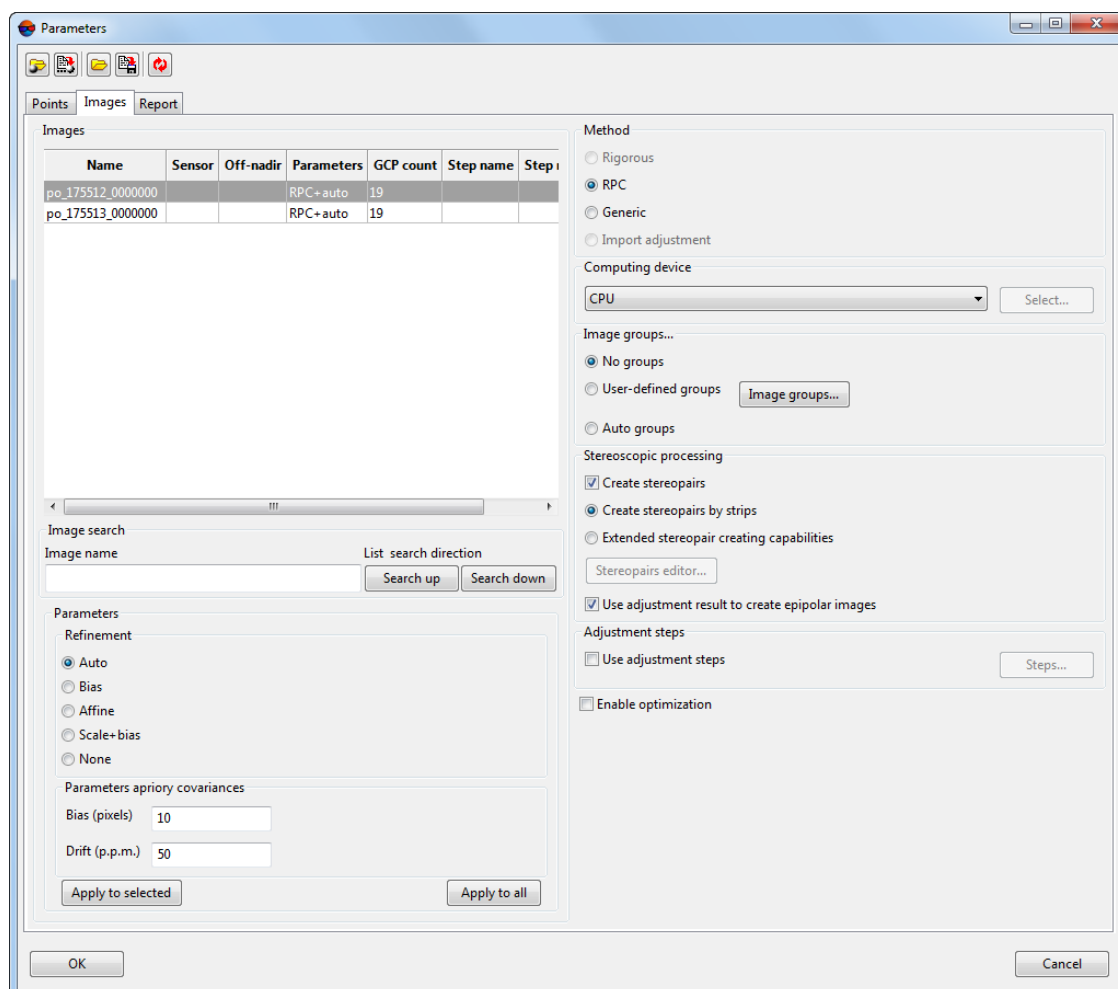 Parameters
Points Images Report
Images
Name Sensor Off-nadir Parameters GCP count Step name Step
po_175512_0000000 RPC+auto 19
po_175513_0000000 RPC+auto 19
Image search
Image name List search direction
Search up Search down
Parameters
Refinement
Auto
Bias
Affine
Scale+bias
None
Parameters apriory covariances
Bias (pixels) 10
Drift (p.p.m.) 50
Apply to selected Apply to all
Method
Rigorous
RPC
Generic
Import adjustment
Computing device
CPU Select...
Image groups...
No groups
User-defined groups Image groups...
Auto groups
Stereoscopic processing
Create stereopairs
Create stereopairs by strips
Extended stereopair creating capabilities
Stereopairs editor...
Use adjustment result to create epipolar images
Adjustment steps
Use adjustment steps Steps...
Enable optimization
OK Cancel